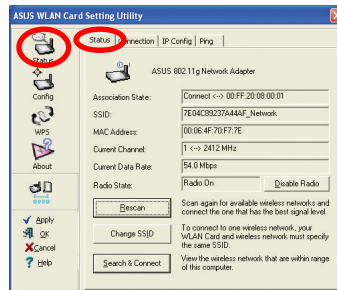 ASUS WLAN Card Setting Utility
Status
Config
WPS
About
Apply
OK
Cancel
Help
Status Connection IP Config Ping
ASUS 802.11g Network Adapter
Association State: Connect <--> 00:FF:20:08:00:01
SSID: 7E04C89237A44AF_Network
MAC Address: 00:06:4F:70:F7:7E
Current Channel: 1 <--> 2412 MHz
Current Data Rate: 54.0 Mbps
Radio State: Radio On Disable Radio
Rescan Scan again for available wireless networks and
connect the one that has the best signal level.
Change SSID To connect to one wireless network, your
WLAN Card and wireless network must specify
the same SSID.
Search & Connect View the wireless network that are within range
of this computer.